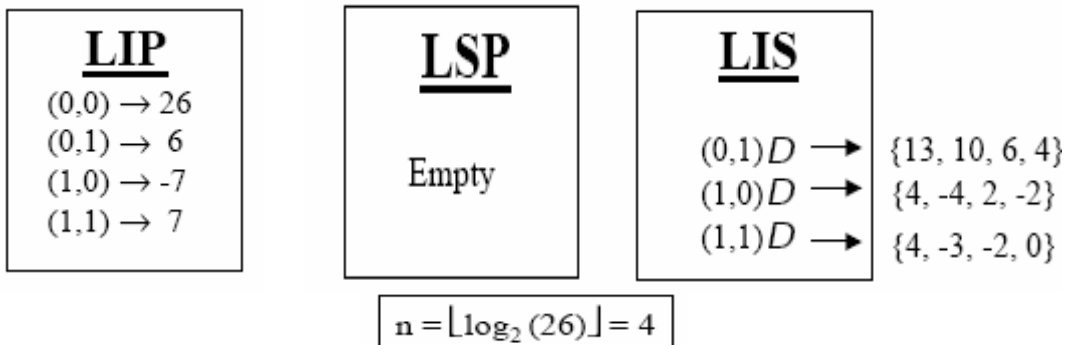 LIP
(0,0) → 26
(0,1) → 6
(1,0) → -7
(1,1) → 7
LSP
Empty
LIS
(0,1)D → {13, 10, 6, 4}
(1,0)D → {4, -4, 2, -2}
(1,1)D → {4, -3, -2, 0}
n = ⌊log₂ (26)⌋ = 4